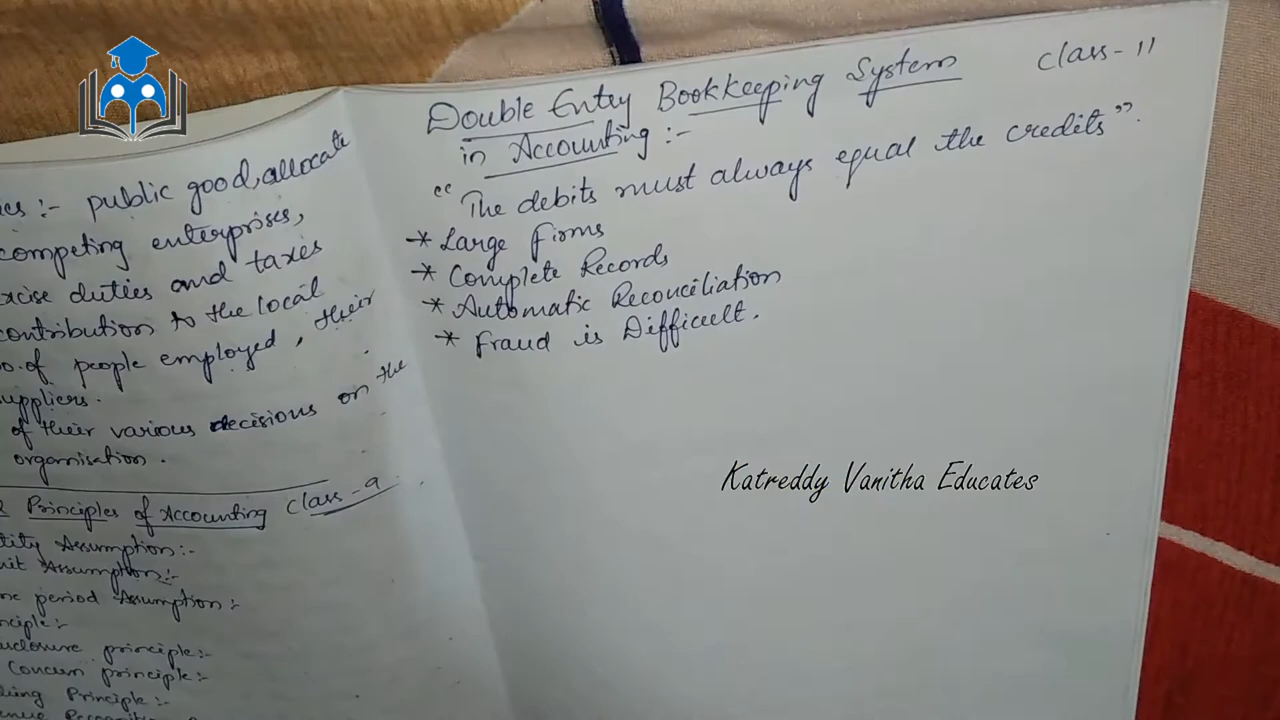 public good, allocate
competing enterprises,
duties and taxes
contribution to the local
of people employed, their
of their various decisions on the
organisation.
Principles of Accounting Class-9
Assumption:-
Assumption:-
period Assumption:-
principle:-
Concern principle:-
Principle:-
Double Entry Bookkeeping System Class-11
in Accounting:-
"The debits must always equal the credits".
* Large Firms
* Complete Records
* Automatic Reconciliation
* Fraud is Difficult.
Katreddy Vanitha Educates